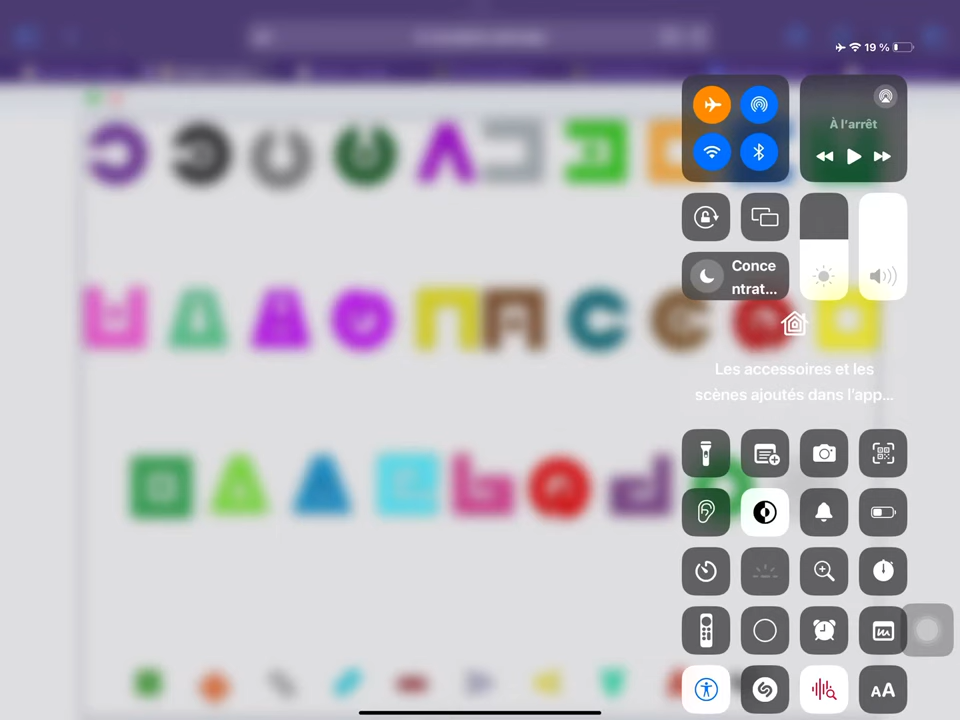 19 %
À l'arrêt
Conce
ntrat...
Les accessoires et les
scènes ajoutés dans l'app...
AA